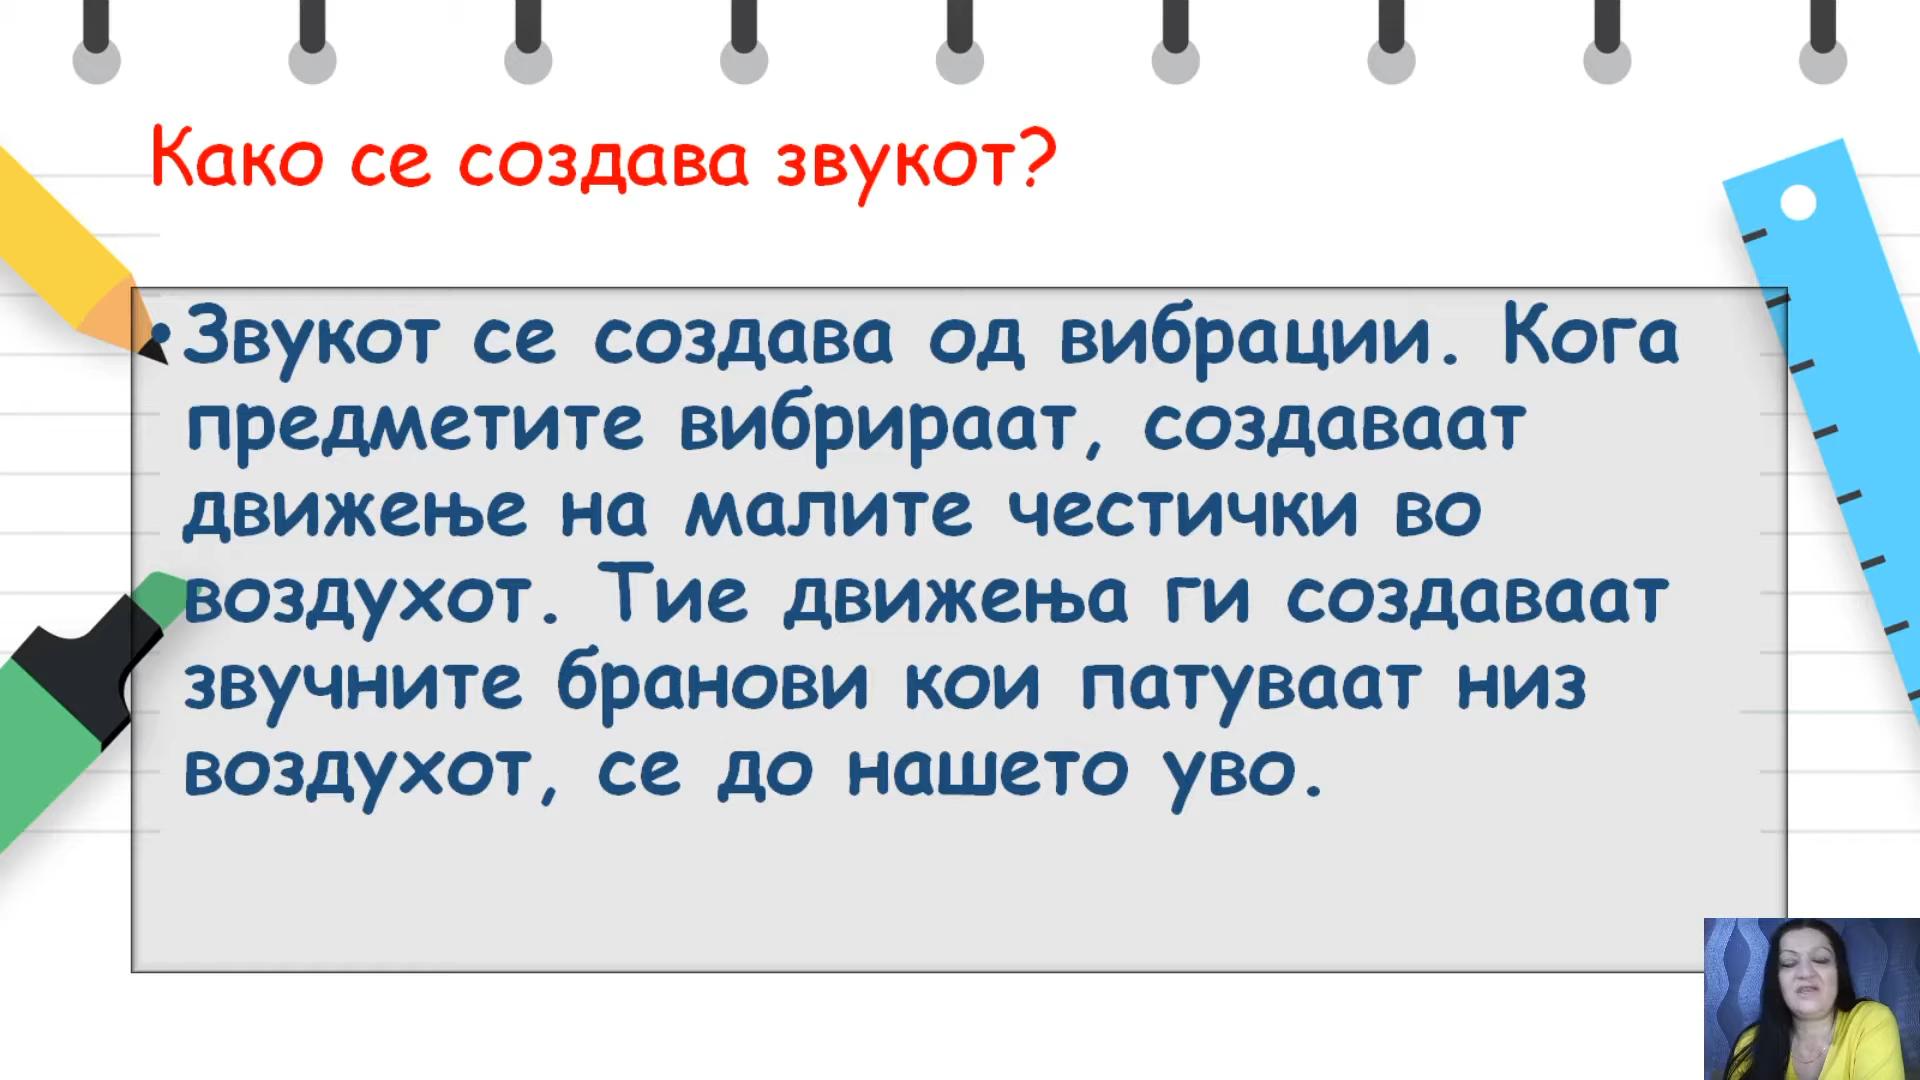 Како се создава звукот?
•Звукот се создава од вибрации. Кога
предметите вибрираат, создаваат
движење на малите честички во
воздухот. Тие движења ги создаваат
звучните бранови кои патуваат низ
воздухот, се до нашето уво.